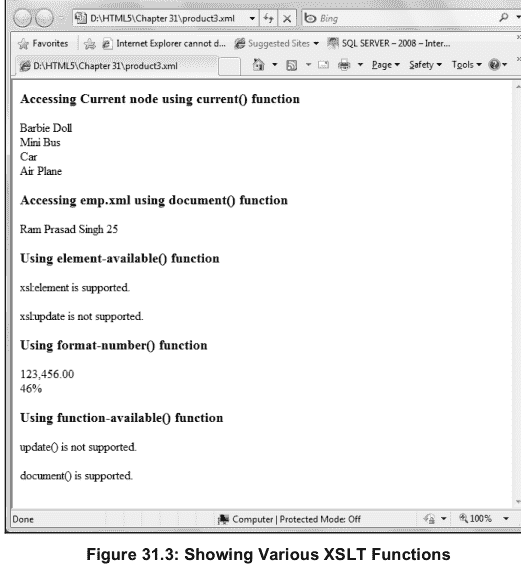 D:\HTML5\Chapter 31\product3.xml
Bing
Favorites Internet Explorer cannot d... Suggested Sites SQL SERVER – 2008 – Inter...
D:\HTML5\Chapter 31\product3.xml Page Safety Tools
Accessing Current node using current() function
Barbie Doll
Mini Bus
Car
Air Plane
Accessing emp.xml using document() function
Ram Prasad Singh 25
Using element-available() function
xsl:element is supported.
xsl:update is not supported.
Using format-number() function
123,456.00
46%
Using function-available() function
update() is not supported.
document() is supported.
Done Computer | Protected Mode: Off 100%
Figure 31.3: Showing Various XSLT Functions